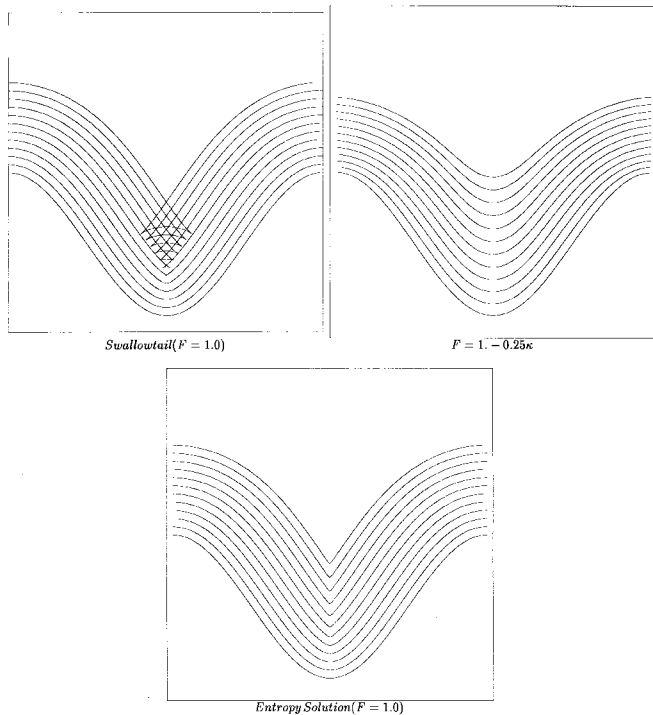 Swallowtail(F = 1.0)
F = 1. − 0.25κ
Entropy Solution(F = 1.0)